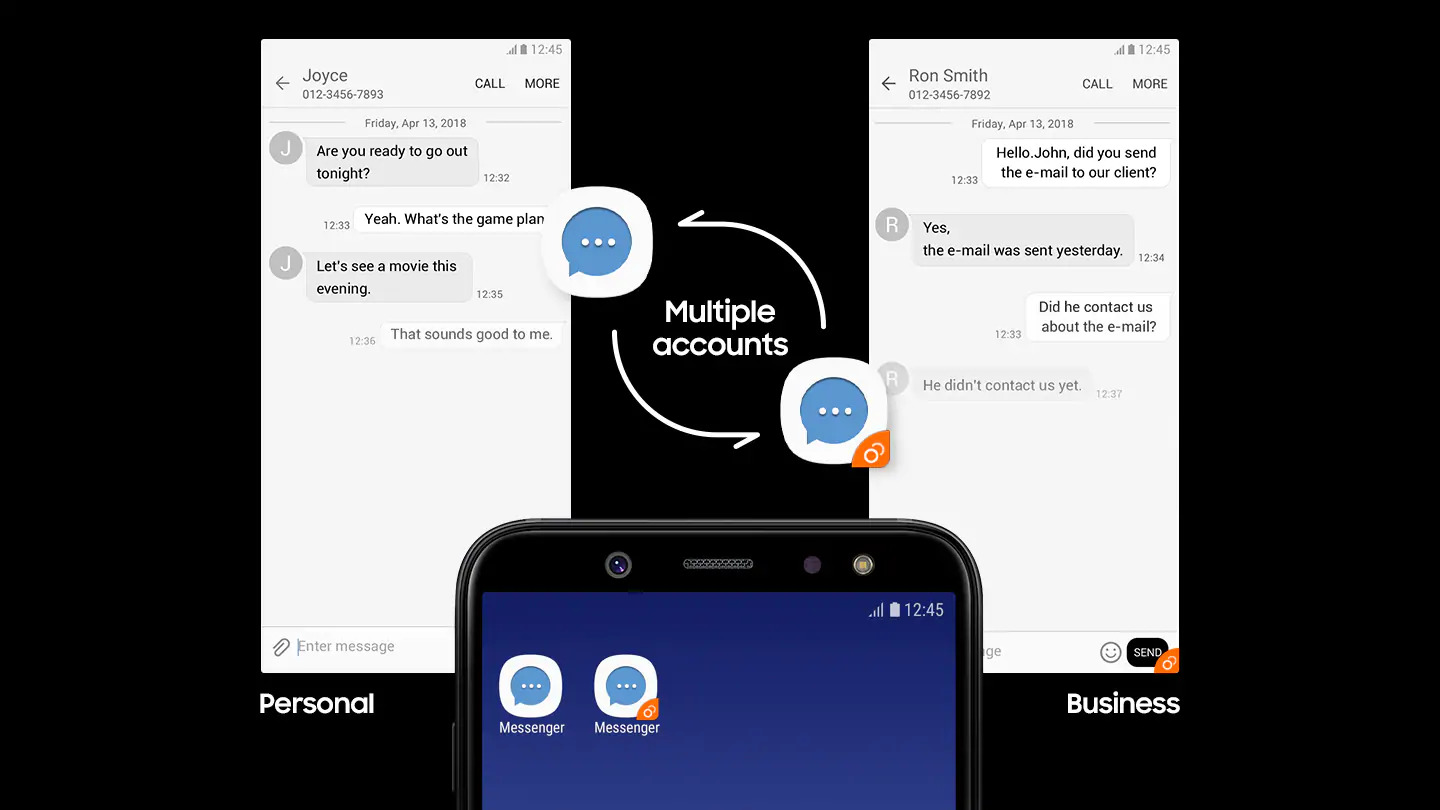 12:45
Joyce
012-3456-7893
CALL
MORE
Friday, Apr 13, 2018
J
Are you ready to go out
tonight?
12:32
12:33
Yeah. What's the game plan
J
Let's see a movie this
evening.
12:35
12:36
That sounds good to me.
Enter message
Personal
Multiple
accounts
12:45
Ron Smith
012-3456-7892
CALL
MORE
Friday, Apr 13, 2018
Hello.John, did you send
the e-mail to our client?
12:33
R
Yes,
the e-mail was sent yesterday.
12:34
Did he contact us
about the e-mail?
12:33
R
He didn't contact us yet.
12:37
ge
SEND
Business
12:45
Messenger
Messenger